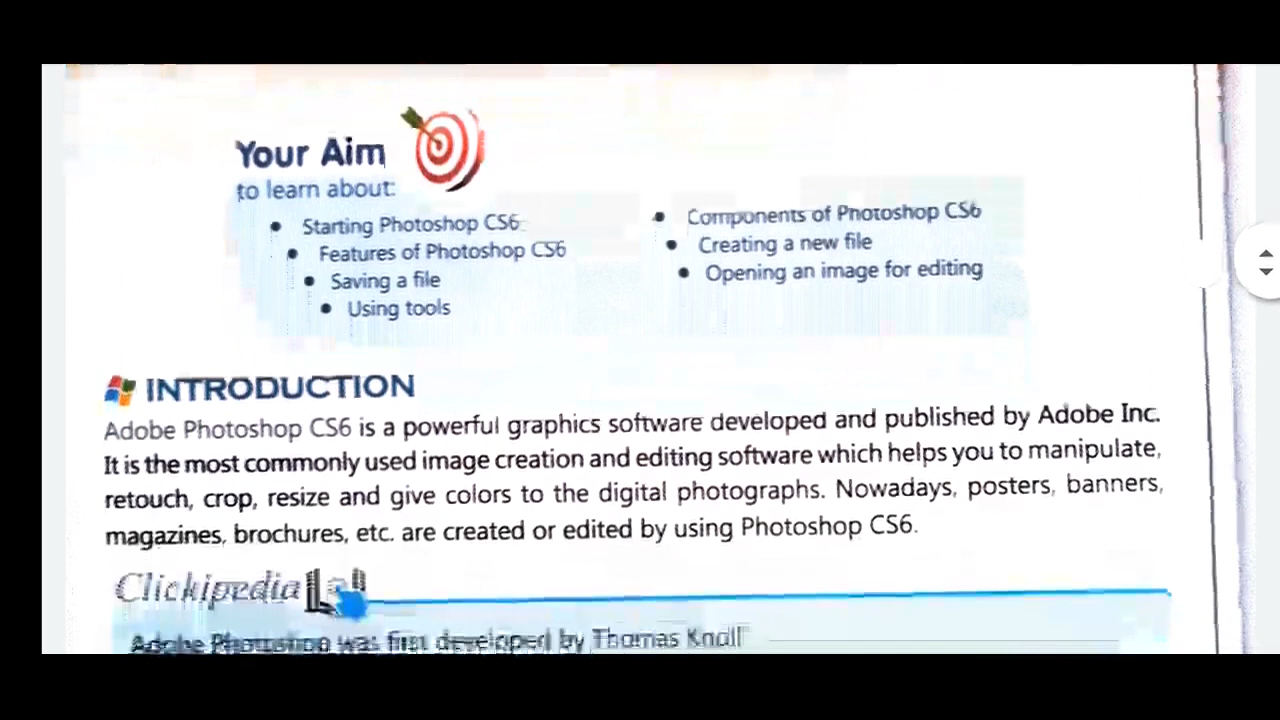 Your Aim
to learn about:
• Starting Photoshop CS6
• Features of Photoshop CS6
• Saving a file
• Using tools
• Components of Photoshop CS6
• Creating a new file
• Opening an image for editing
INTRODUCTION
Adobe Photoshop CS6 is a powerful graphics software developed and published by Adobe Inc.
It is the most commonly used image creation and editing software which helps you to manipulate,
retouch, crop, resize and give colors to the digital photographs. Nowadays, posters, banners,
magazines, brochures, etc. are created or edited by using Photoshop CS6.
Clickipedia
Adobe Photoshop was first developed by Thomas Knoll